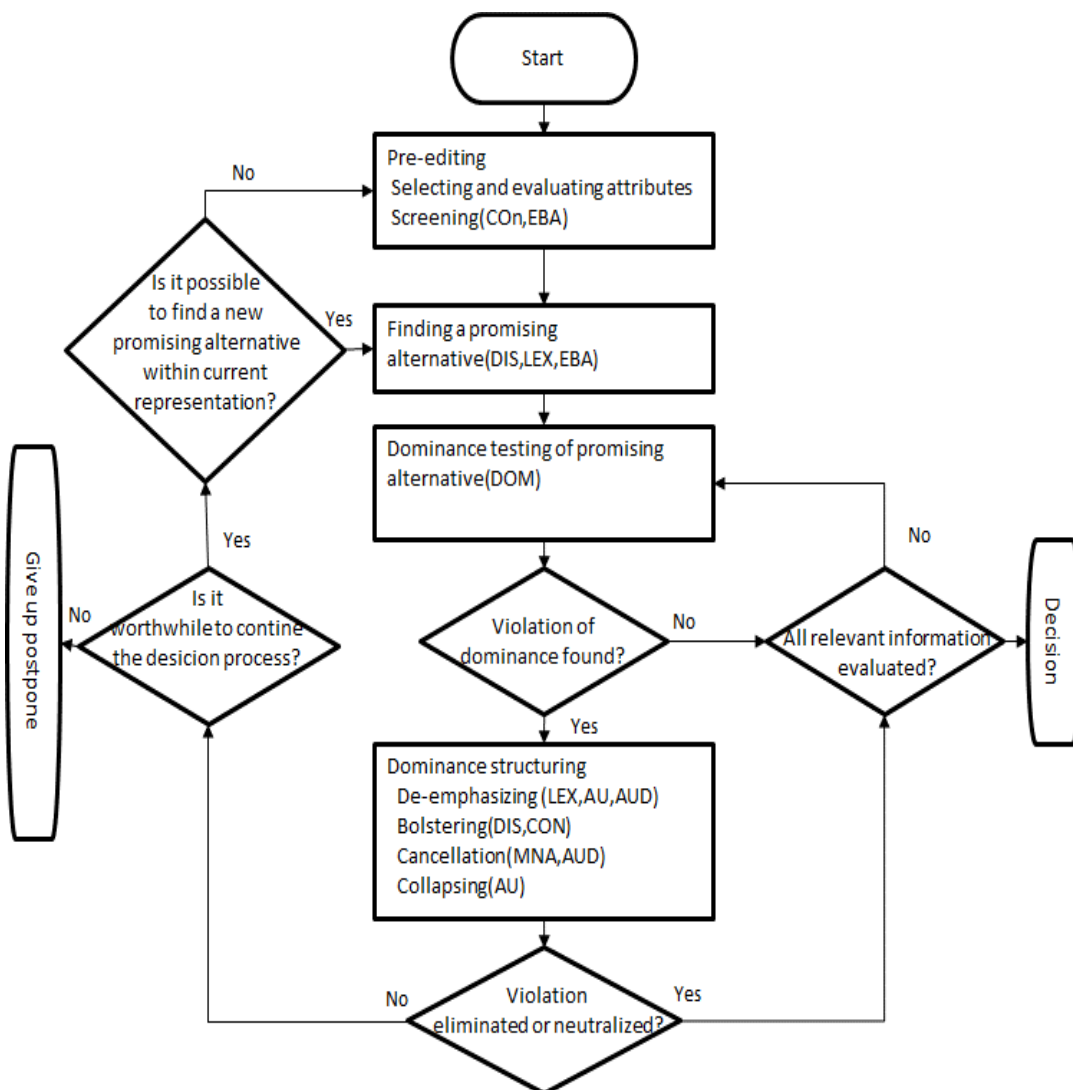 Start
Pre-editing
Selecting and evaluating attributes
Screening(COn,EBA)
No
Is it possible
to find a new
promising alternative
within current
representation?
Yes
Finding a promising
alternative(DIS,LEX,EBA)
Dominance testing of promising
alternative(DOM)
No
Yes
Give up postpone
No
Is it
worthwhile to contine
the desicion process?
Violation of
dominance found?
No
All relevant information
evaluated?
Decision
Yes
Dominance structuring
De-emphasizing (LEX,AU,AUD)
Bolstering(DIS,CON)
Cancellation(MNA,AUD)
Collapsing(AU)
No
Violation
eliminated or neutralized?
Yes